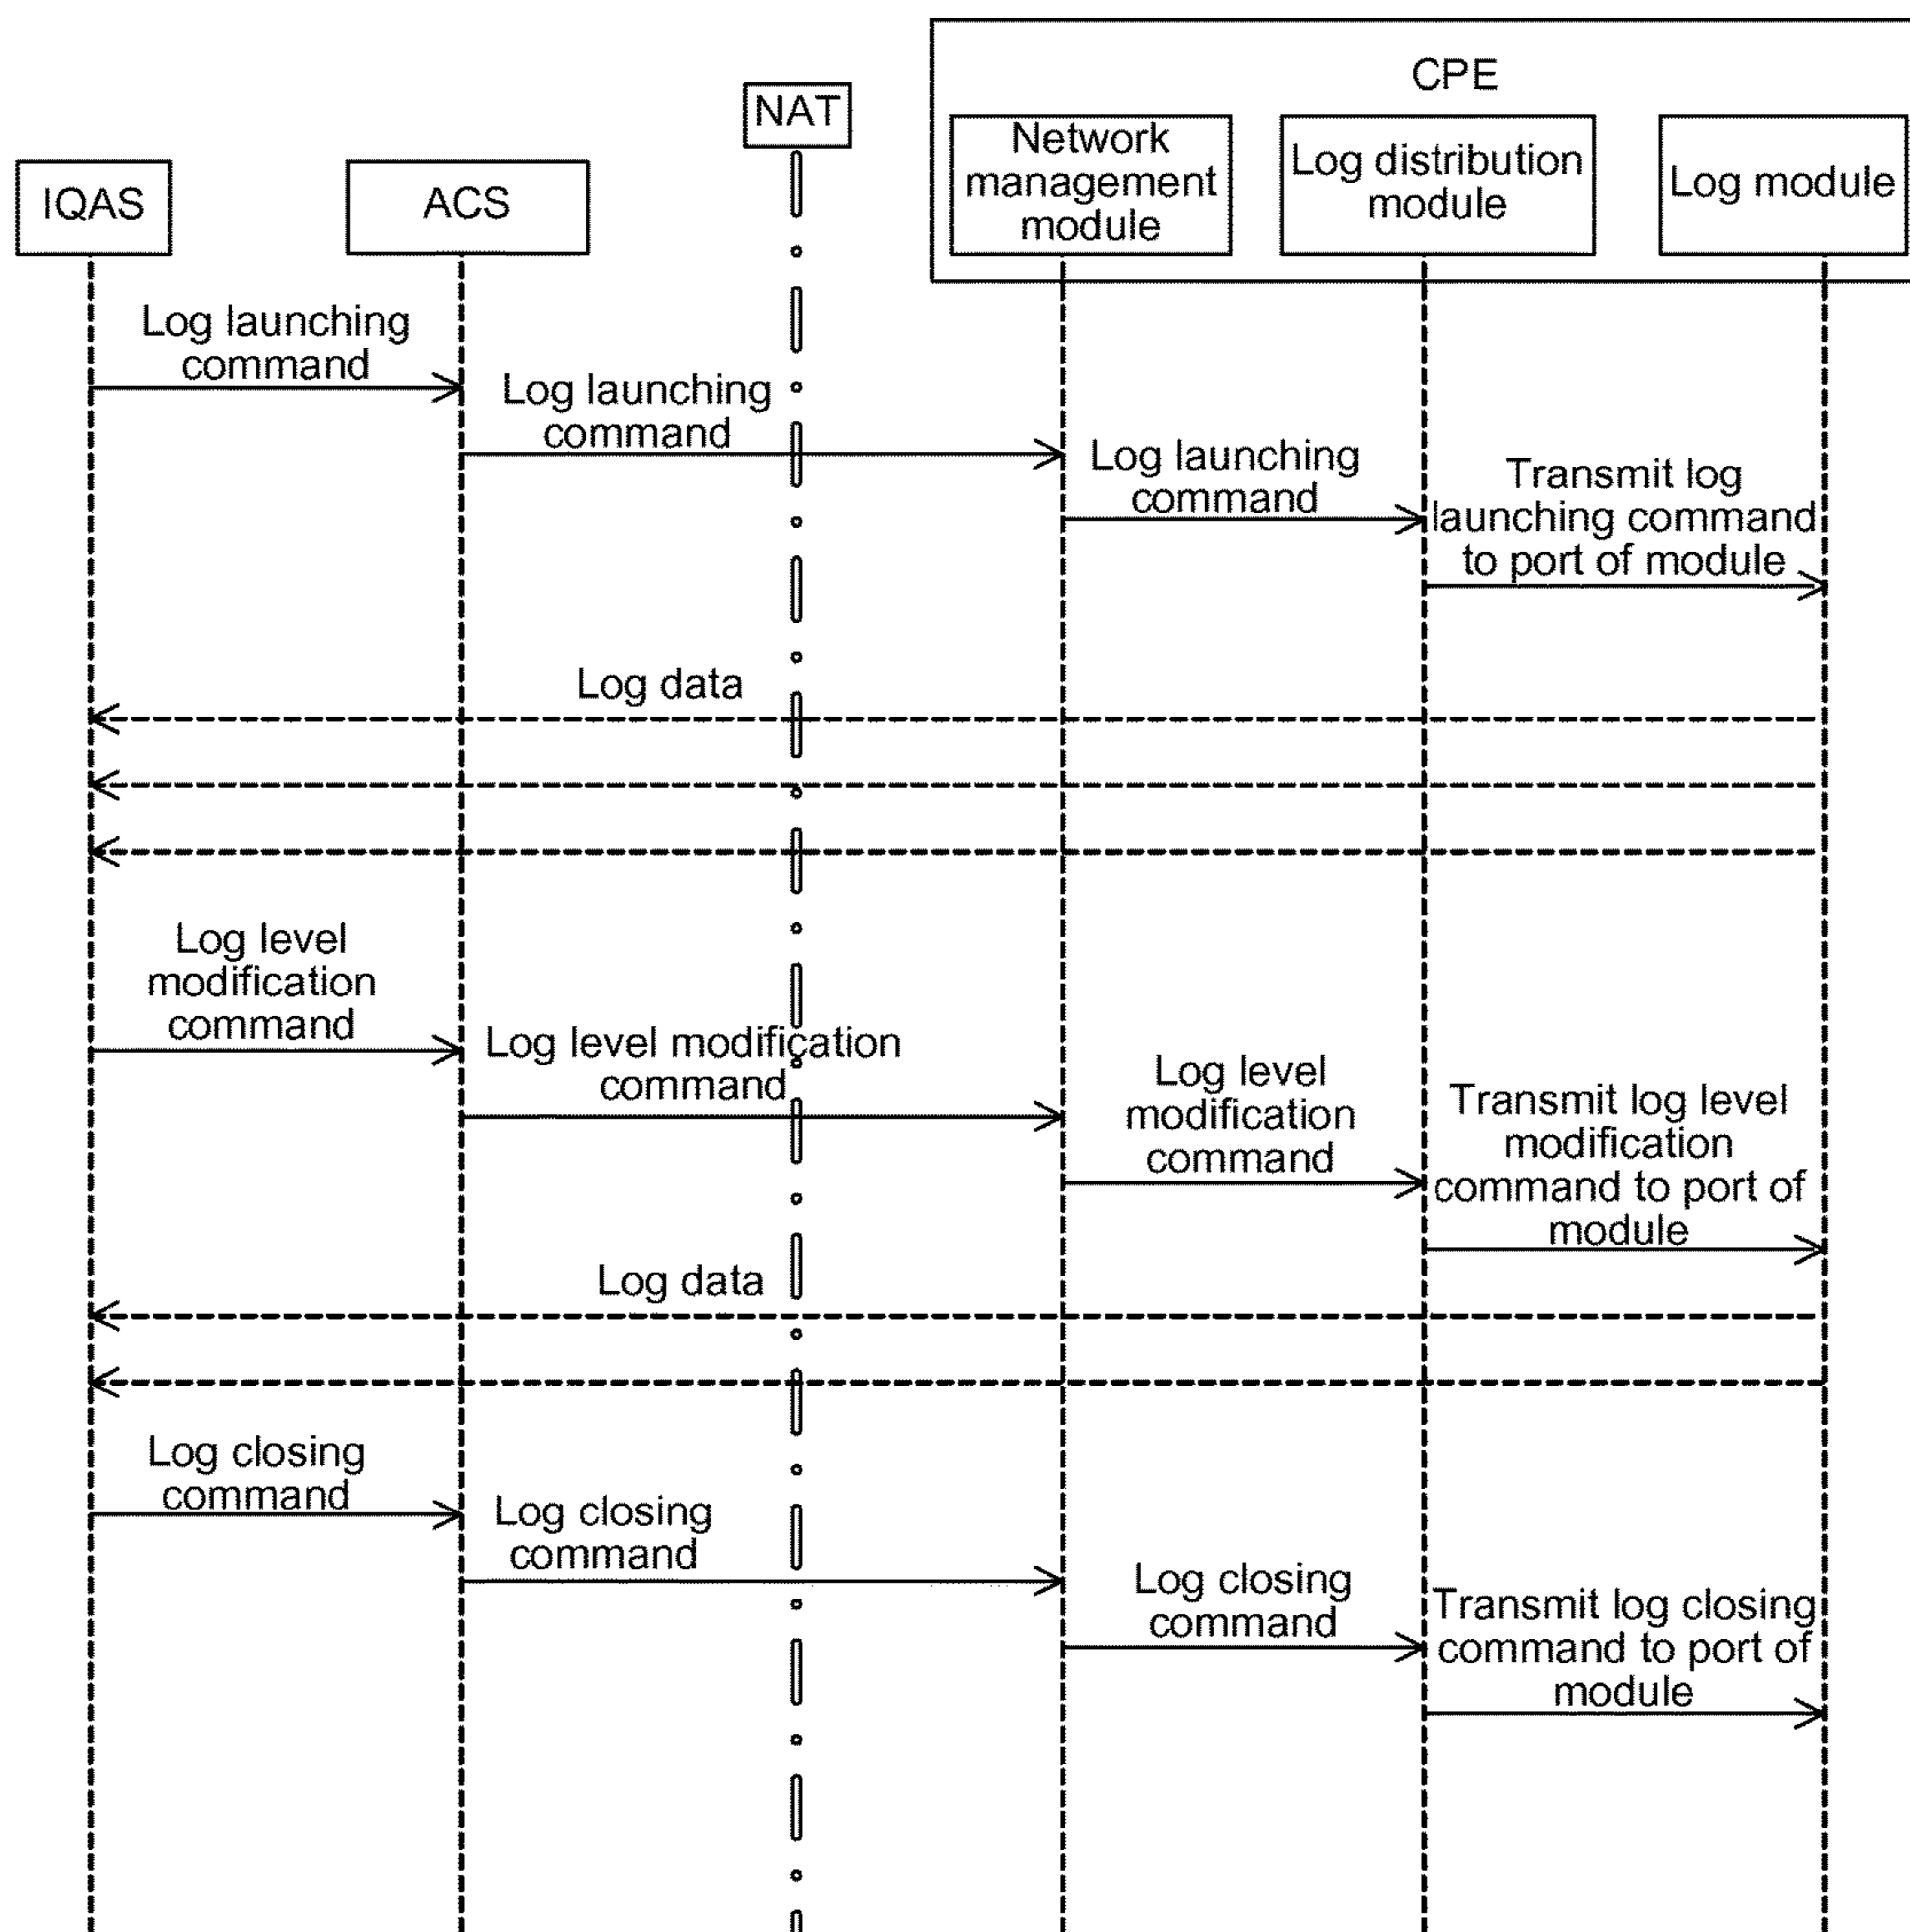 CPE
NAT
Network
management
module
Log distribution
module
Log module
IQAS
ACS
Log launching
command
Log launching
command
Log launching
command
Transmit log
launching command
to port of module
Log data
Log level
modification
command
Log level modification
command
Log level
modification
command
Transmit log level
modification
command to port of
module
Log data
Log closing
command
Log closing
command
Log closing
command
Transmit log closing
command to port of
module